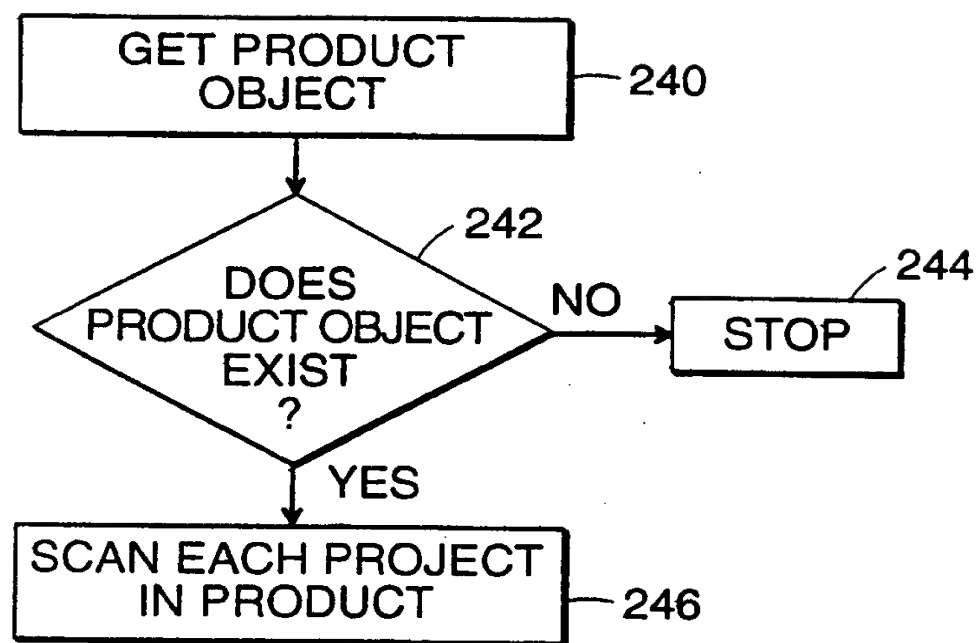 GET PRODUCT
OBJECT
240
242
DOES
PRODUCT OBJECT
EXIST
?
NO
244
STOP
YES
SCAN EACH PROJECT
IN PRODUCT
246